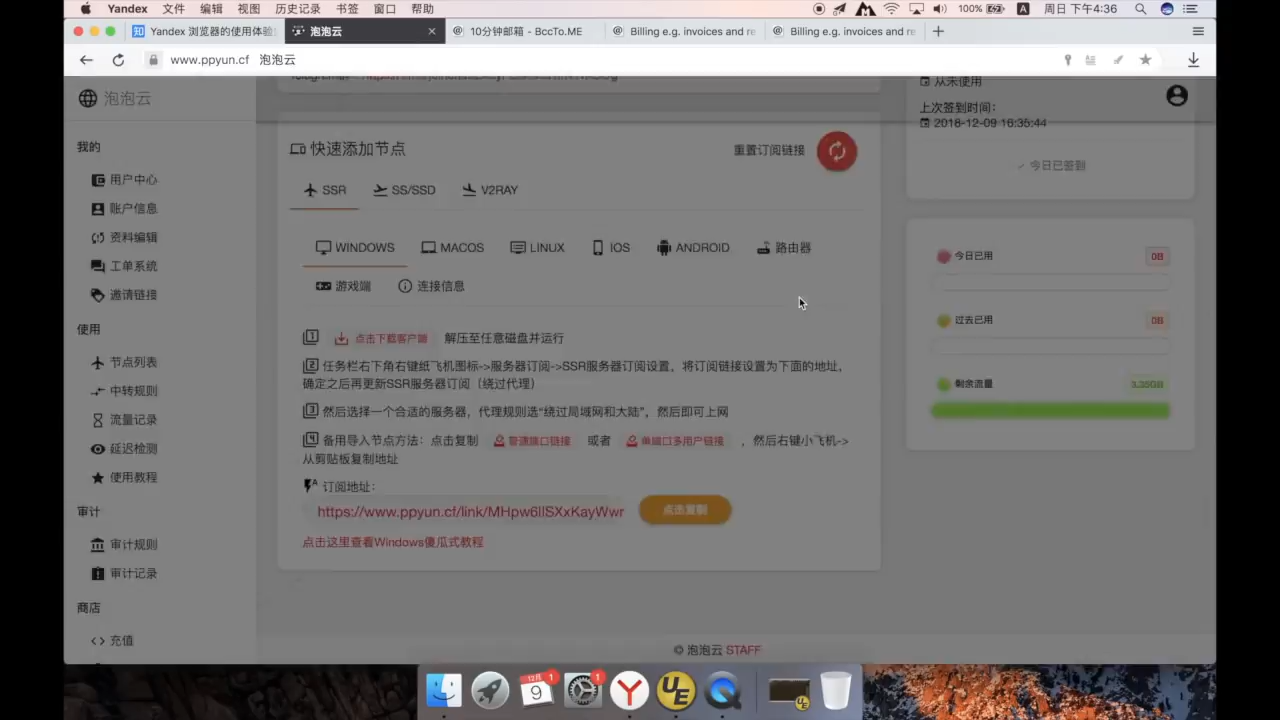 Yandex 文件 编辑 视图 历史记录 书签 窗口 帮助 100% A 周日 下午4:36
Yandex 浏览器的使用体验
泡泡云
10分钟邮箱 - BccTo.ME
Billing e.g. invoices and re
Billing e.g. invoices and re
www.ppyun.cf 泡泡云
泡泡云
我的
用户中心
账户信息
资料编辑
工单系统
邀请链接
使用
节点列表
中转规则
流量记录
延迟检测
使用教程
审计
审计规则
审计记录
商店
充值
快速添加节点
重置订阅链接
SSR SS/SSD V2RAY
WINDOWS MACOS LINUX IOS ANDROID 路由器
游戏端 连接信息
1 点击下载客户端 解压至任意磁盘并运行
2 任务栏右下角右键纸飞机图标->服务器订阅->SSR服务器订阅设置，将订阅链接设置为下面的地址，
确定之后再更新SSR服务器订阅（绕过代理）
3 然后选择一个合适的服务器，代理规则选“绕过局域网和大陆”，然后即可上网
4 备用导入节点方法：点击复制 普通端口链接 或者 单端口多用户链接 ，然后右键小飞机->
从剪贴板复制地址
订阅地址：
https://www.ppyun.cf/link/MHpw6llSXxKayWwr 点击复制
点击这里查看Windows傻瓜式教程
从未使用
上次签到时间：
2018-12-09 16:35:44
今日已签到
今日已用 0B
过去已用 0B
剩余流量 3.35GB
© 泡泡云 STAFF
12月 1
9
1
UE